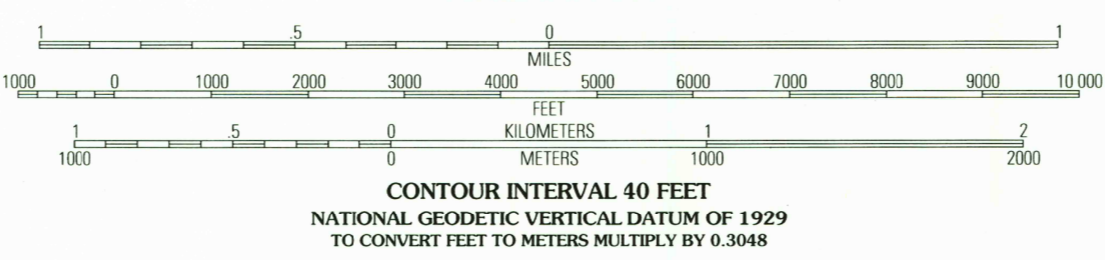 1 .5 0 1
MILES
1000 0 1000 2000 3000 4000 5000 6000 7000 8000 9000 10 000
FEET
1 .5 0 KILOMETERS 1 2
1000 0 METERS 1000 2000
CONTOUR INTERVAL 40 FEET
NATIONAL GEODETIC VERTICAL DATUM OF 1929
TO CONVERT FEET TO METERS MULTIPLY BY 0.3048